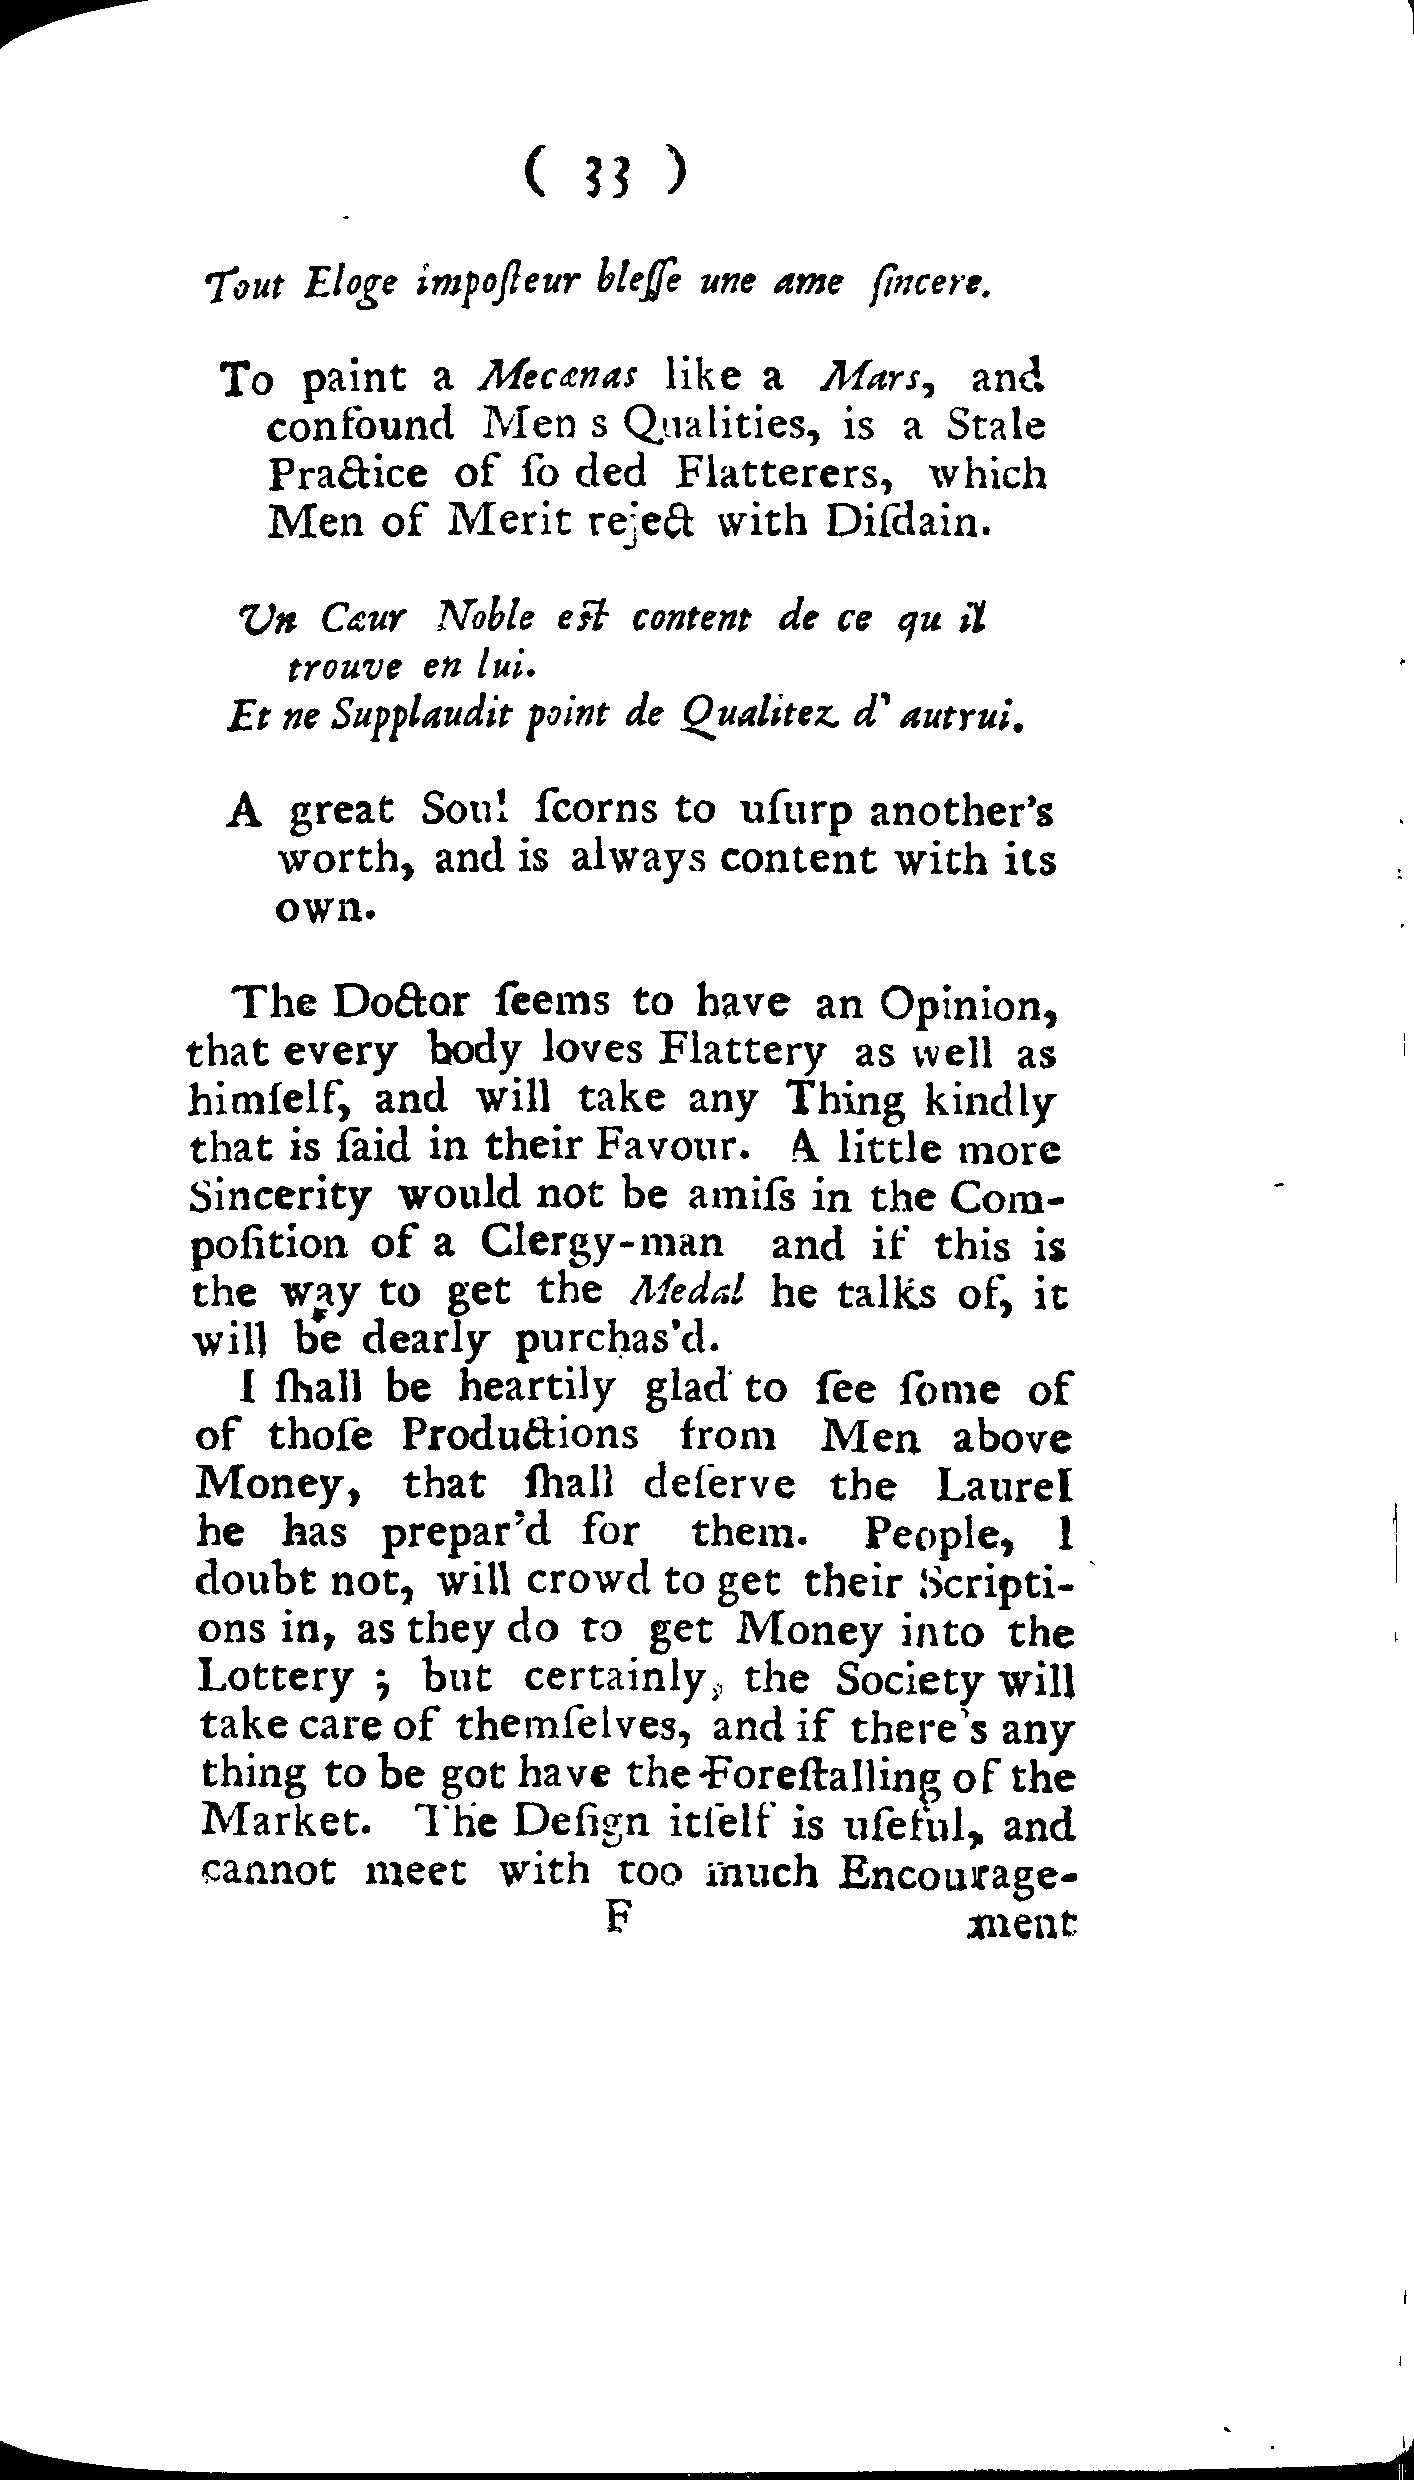 ( 33 )
Tout Eloge impoſteur bleſſe une ame ſincere.
To paint a Mecænas like a Mars, and
confound Men s Qualities, is a Stale
Practice of ſo ded Flatterers, which
Men of Merit reject with Diſdain.
Un Cæur Noble est content de ce qu il
trouve en lui.
Et ne Supplaudit point de Qualitez d' autrui.
A great Soul ſcorns to uſurp another's
worth, and is always content with its
own.
The Doctor ſeems to have an Opinion,
that every body loves Flattery as well as
himſelf, and will take any Thing kindly
that is ſaid in their Favour. A little more
Sincerity would not be amiſs in the Com-
poſition of a Clergy-man and if this is
the way to get the Medal he talks of, it
will be dearly purchas'd.
I ſhall be heartily glad to ſee ſome of
of thoſe Productions from Men above
Money, that ſhall deſerve the Laurel
he has prepar'd for them. People, I
doubt not, will crowd to get their Scripti-
ons in, as they do to get Money into the
Lottery ; but certainly, the Society will
take care of themſelves, and if there's any
thing to be got have the Foreſtalling of the
Market. The Deſign itſelf is uſeful, and
cannot meet with too much Encourage-
F ment